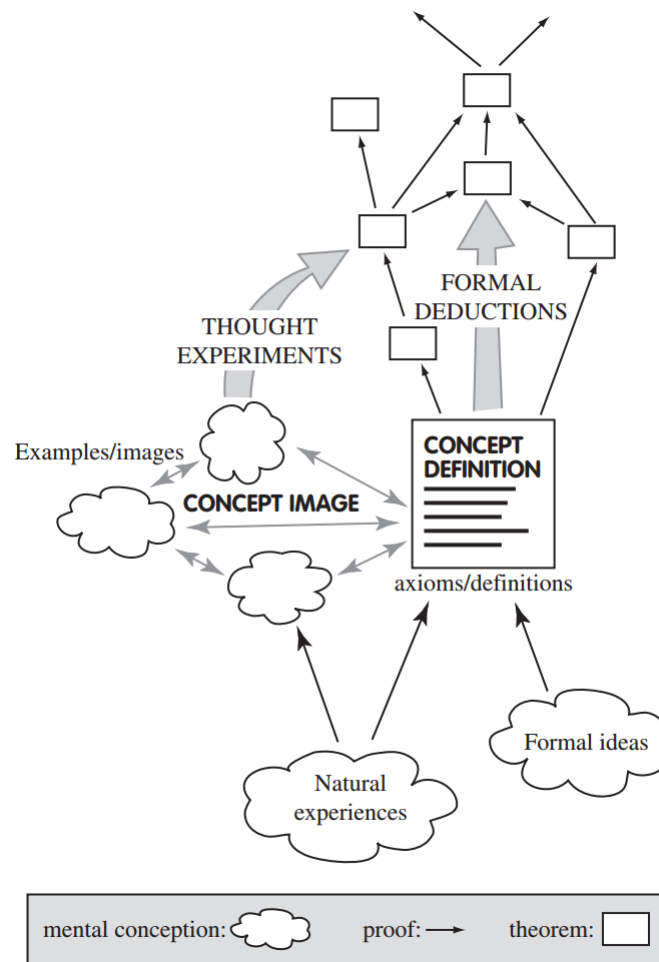 FORMAL
DEDUCTIONS
THOUGHT
EXPERIMENTS
Examples/images
CONCEPT IMAGE
CONCEPT
DEFINITION
axioms/definitions
Formal ideas
Natural
experiences
mental conception: proof: theorem: